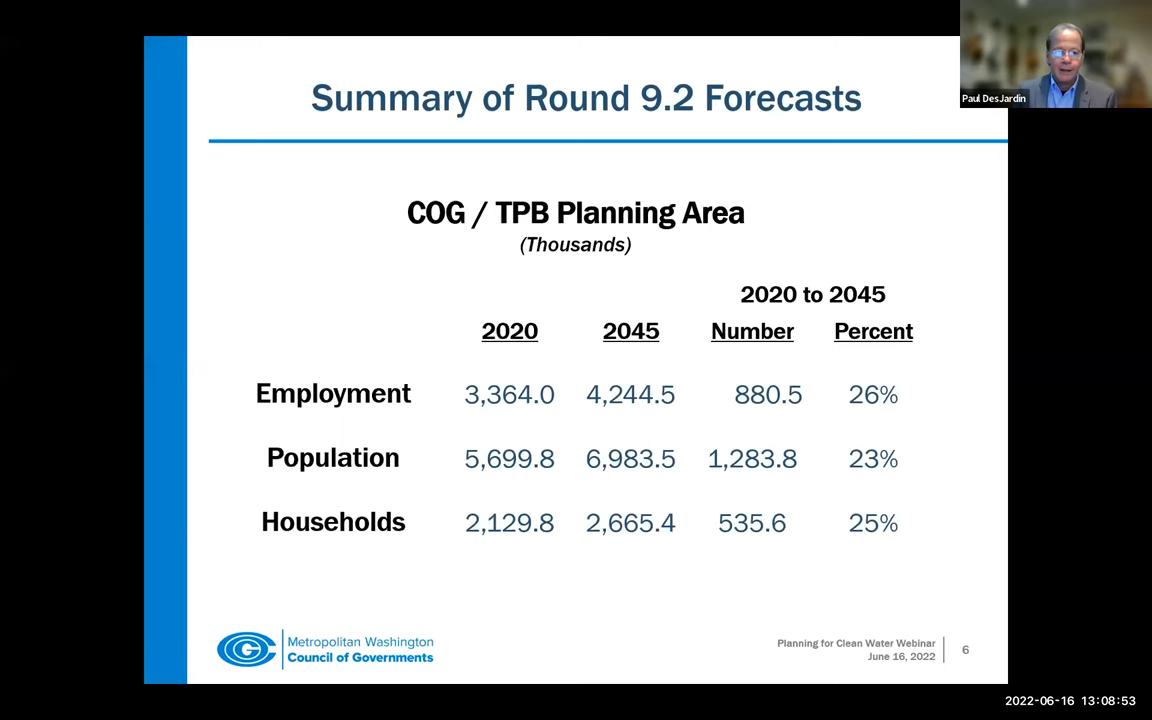 Summary of Round 9.2 Forecasts
Paul DesJardin
COG / TPB Planning Area
(Thousands)
2020 to 2045
2020 2045 Number Percent
Employment 3,364.0 4,244.5 880.5 26%
Population 5,699.8 6,983.5 1,283.8 23%
Households 2,129.8 2,665.4 535.6 25%
Metropolitan Washington
Council of Governments
Planning for Clean Water Webinar
June 16, 2022
6
2022-06-16 13:08:53